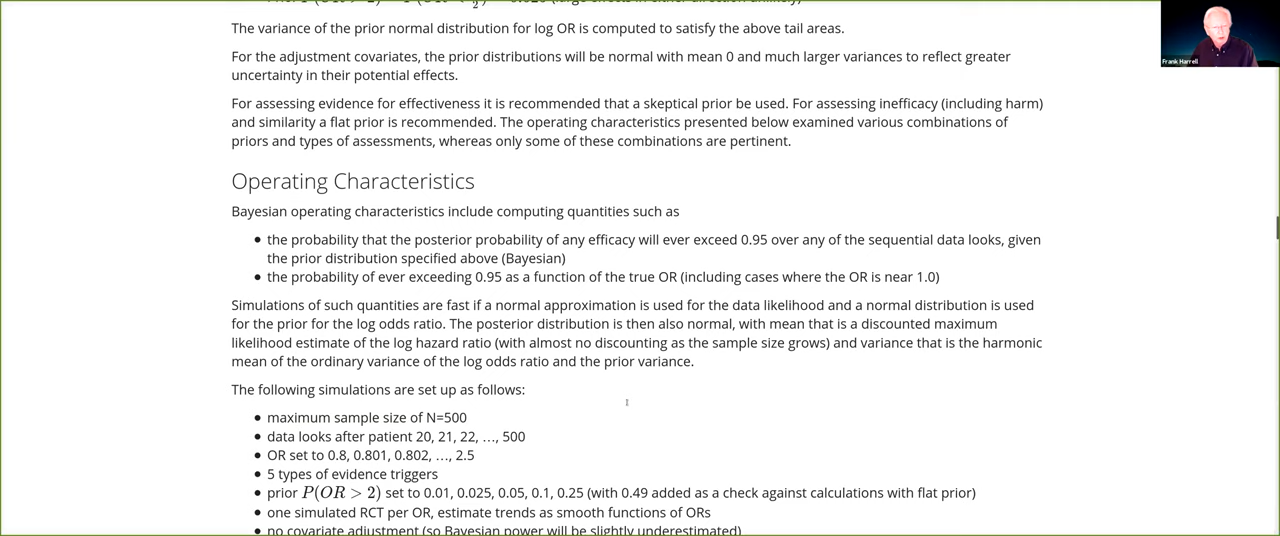 The variance of the prior normal distribution for log OR is computed to satisfy the above tail areas.
For the adjustment covariates, the prior distributions will be normal with mean 0 and much larger variances to reflect greater
uncertainty in their potential effects.
For assessing evidence for effectiveness it is recommended that a skeptical prior be used. For assessing inefficacy (including harm)
and similarity a flat prior is recommended. The operating characteristics presented below examined various combinations of
priors and types of assessments, whereas only some of these combinations are pertinent.
Operating Characteristics
Bayesian operating characteristics include computing quantities such as
• the probability that the posterior probability of any efficacy will ever exceed 0.95 over any of the sequential data looks, given
the prior distribution specified above (Bayesian)
• the probability of ever exceeding 0.95 as a function of the true OR (including cases where the OR is near 1.0)
Simulations of such quantities are fast if a normal approximation is used for the data likelihood and a normal distribution is used
for the prior for the log odds ratio. The posterior distribution is then also normal, with mean that is a discounted maximum
likelihood estimate of the log hazard ratio (with almost no discounting as the sample size grows) and variance that is the harmonic
mean of the ordinary variance of the log odds ratio and the prior variance.
The following simulations are set up as follows:
• maximum sample size of N=500
• data looks after patient 20, 21, 22, …, 500
• OR set to 0.8, 0.801, 0.802, …, 2.5
• 5 types of evidence triggers
• prior P(OR > 2) set to 0.01, 0.025, 0.05, 0.1, 0.25 (with 0.49 added as a check against calculations with flat prior)
• one simulated RCT per OR, estimate trends as smooth functions of ORs
• no covariate adjustment (so Bayesian power will be slightly underestimated)
Frank Harrell